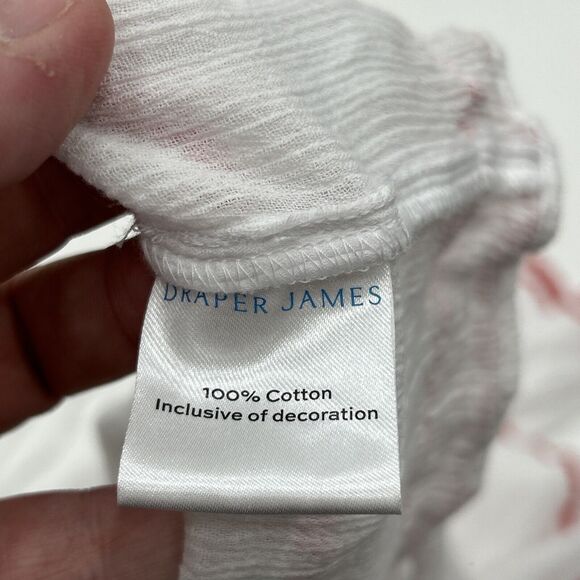 DRAPER JAMES
100% Cotton
Inclusive of decoration